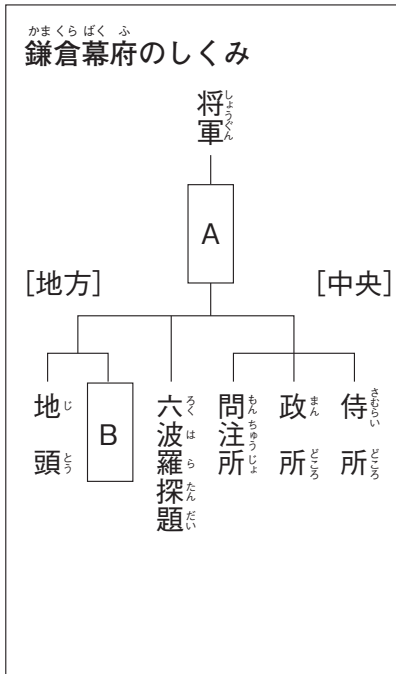 鎌倉幕府のしくみ
かまくらばくふ
将軍
しょうぐん
A
[地方]
[中央]
地頭
じとう
B
六波羅探題
ろくはらたんだい
問注所
もんちゅうじょ
政所
まんどころ
侍所
さむらいどころ